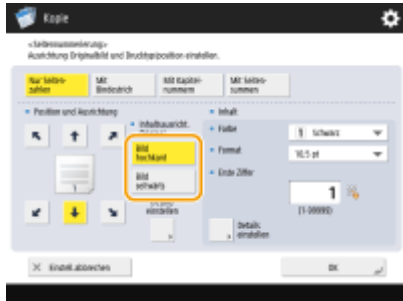 Kopie
<Seitennummerierung>
Ausrichtung Originalbild und Drucktypposition einstellen.
Nur Seiten-
zahlen
Mit
Bindestrich
Mit Kapitel-
nummern
Mit Seiten-
summen
Position und Ausrichtung
Inhaltsausricht.
Bild
hochkant
Bild
seitwärts
einstellen
Inhalt
Farbe
1 Schwarz
Format
10,5 pt
Erste Ziffer
1
(1-99999)
Details
einstellen
Einstell. abbrechen
OK